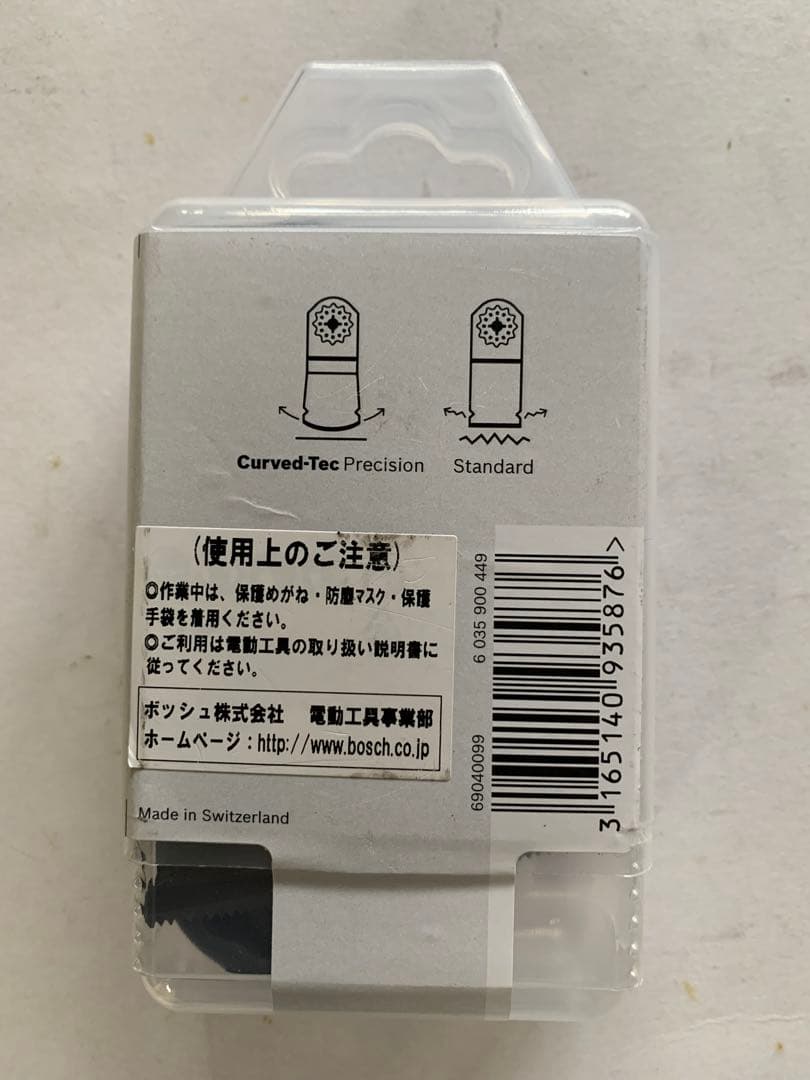 Curved-Tec Precision
Standard
(使用上のご注意)
◎作業中は、保護めがね・防塵マスク・保護
手袋を着用ください。
◎ご利用は電動工具の取り扱い説明書に
従ってください。
ボッシュ株式会社 電動工具事業部
ホームページ：http://www.bosch.co.jp
Made in Switzerland
6 035 900 449
69040099
3 165140 935876 >